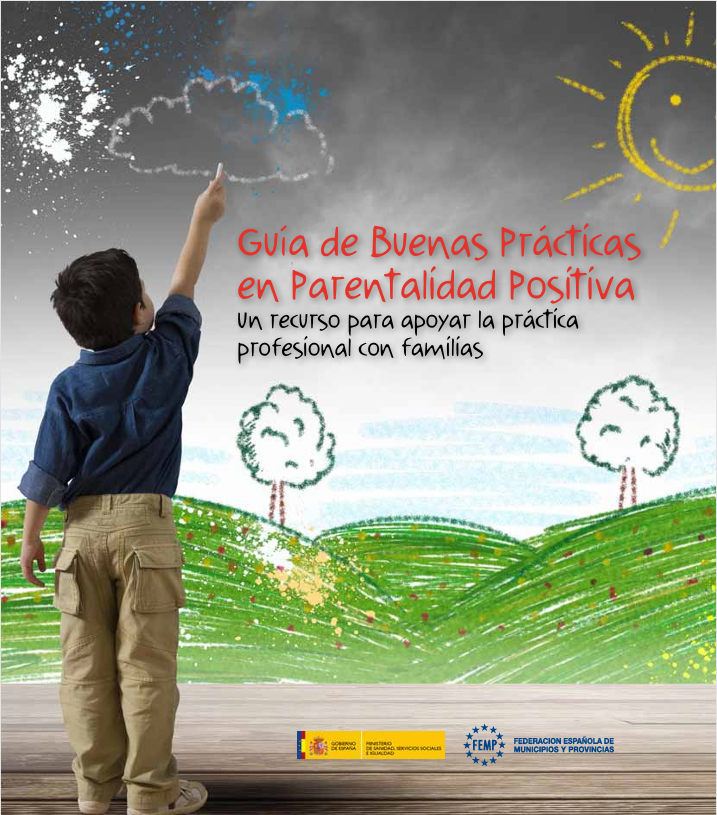 Guía de Buenas Prácticas
en Parentalidad Positiva
Un recurso para apoyar la práctica
profesional con familias
GOBIERNO
DE ESPAÑA
MINISTERIO
DE SANIDAD, SERVICIOS SOCIALES
E IGUALDAD
FEMP
FEDERACION ESPAÑOLA DE
MUNICIPIOS Y PROVINCIAS